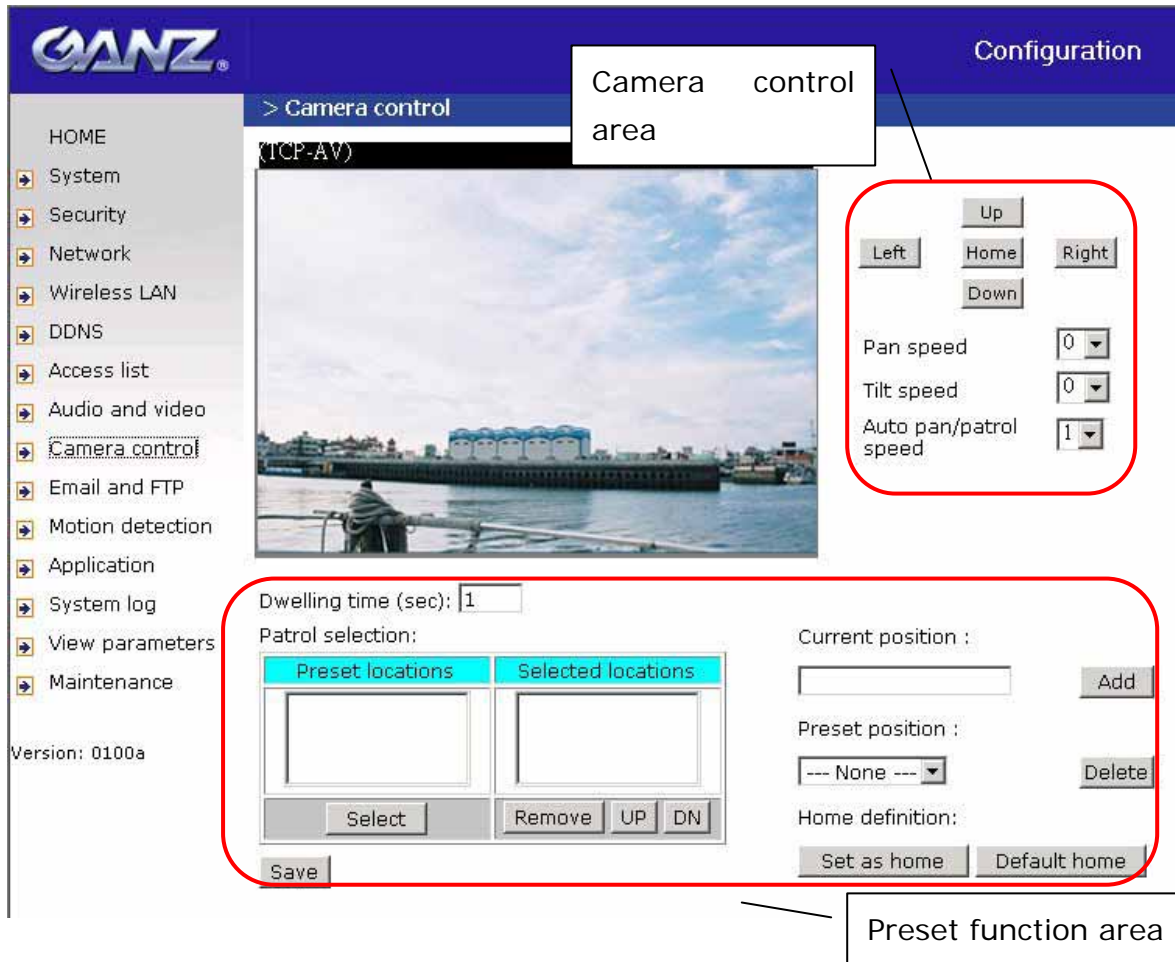 GANZ®
Configuration
Camera control
area
> Camera control
(TCP-AV)
HOME
System
Security
Network
Wireless LAN
DDNS
Access list
Audio and video
Camera control
Email and FTP
Motion detection
Application
System log
View parameters
Maintenance
Version: 0100a
Up
Left Home Right
Down
Pan speed 0
Tilt speed 0
Auto pan/patrol
speed 1
Dwelling time (sec): 1
Patrol selection:
Preset locations Selected locations
Select Remove UP DN
Save
Current position :
Add
Preset position :
--- None --- Delete
Home definition:
Set as home Default home
Preset function area